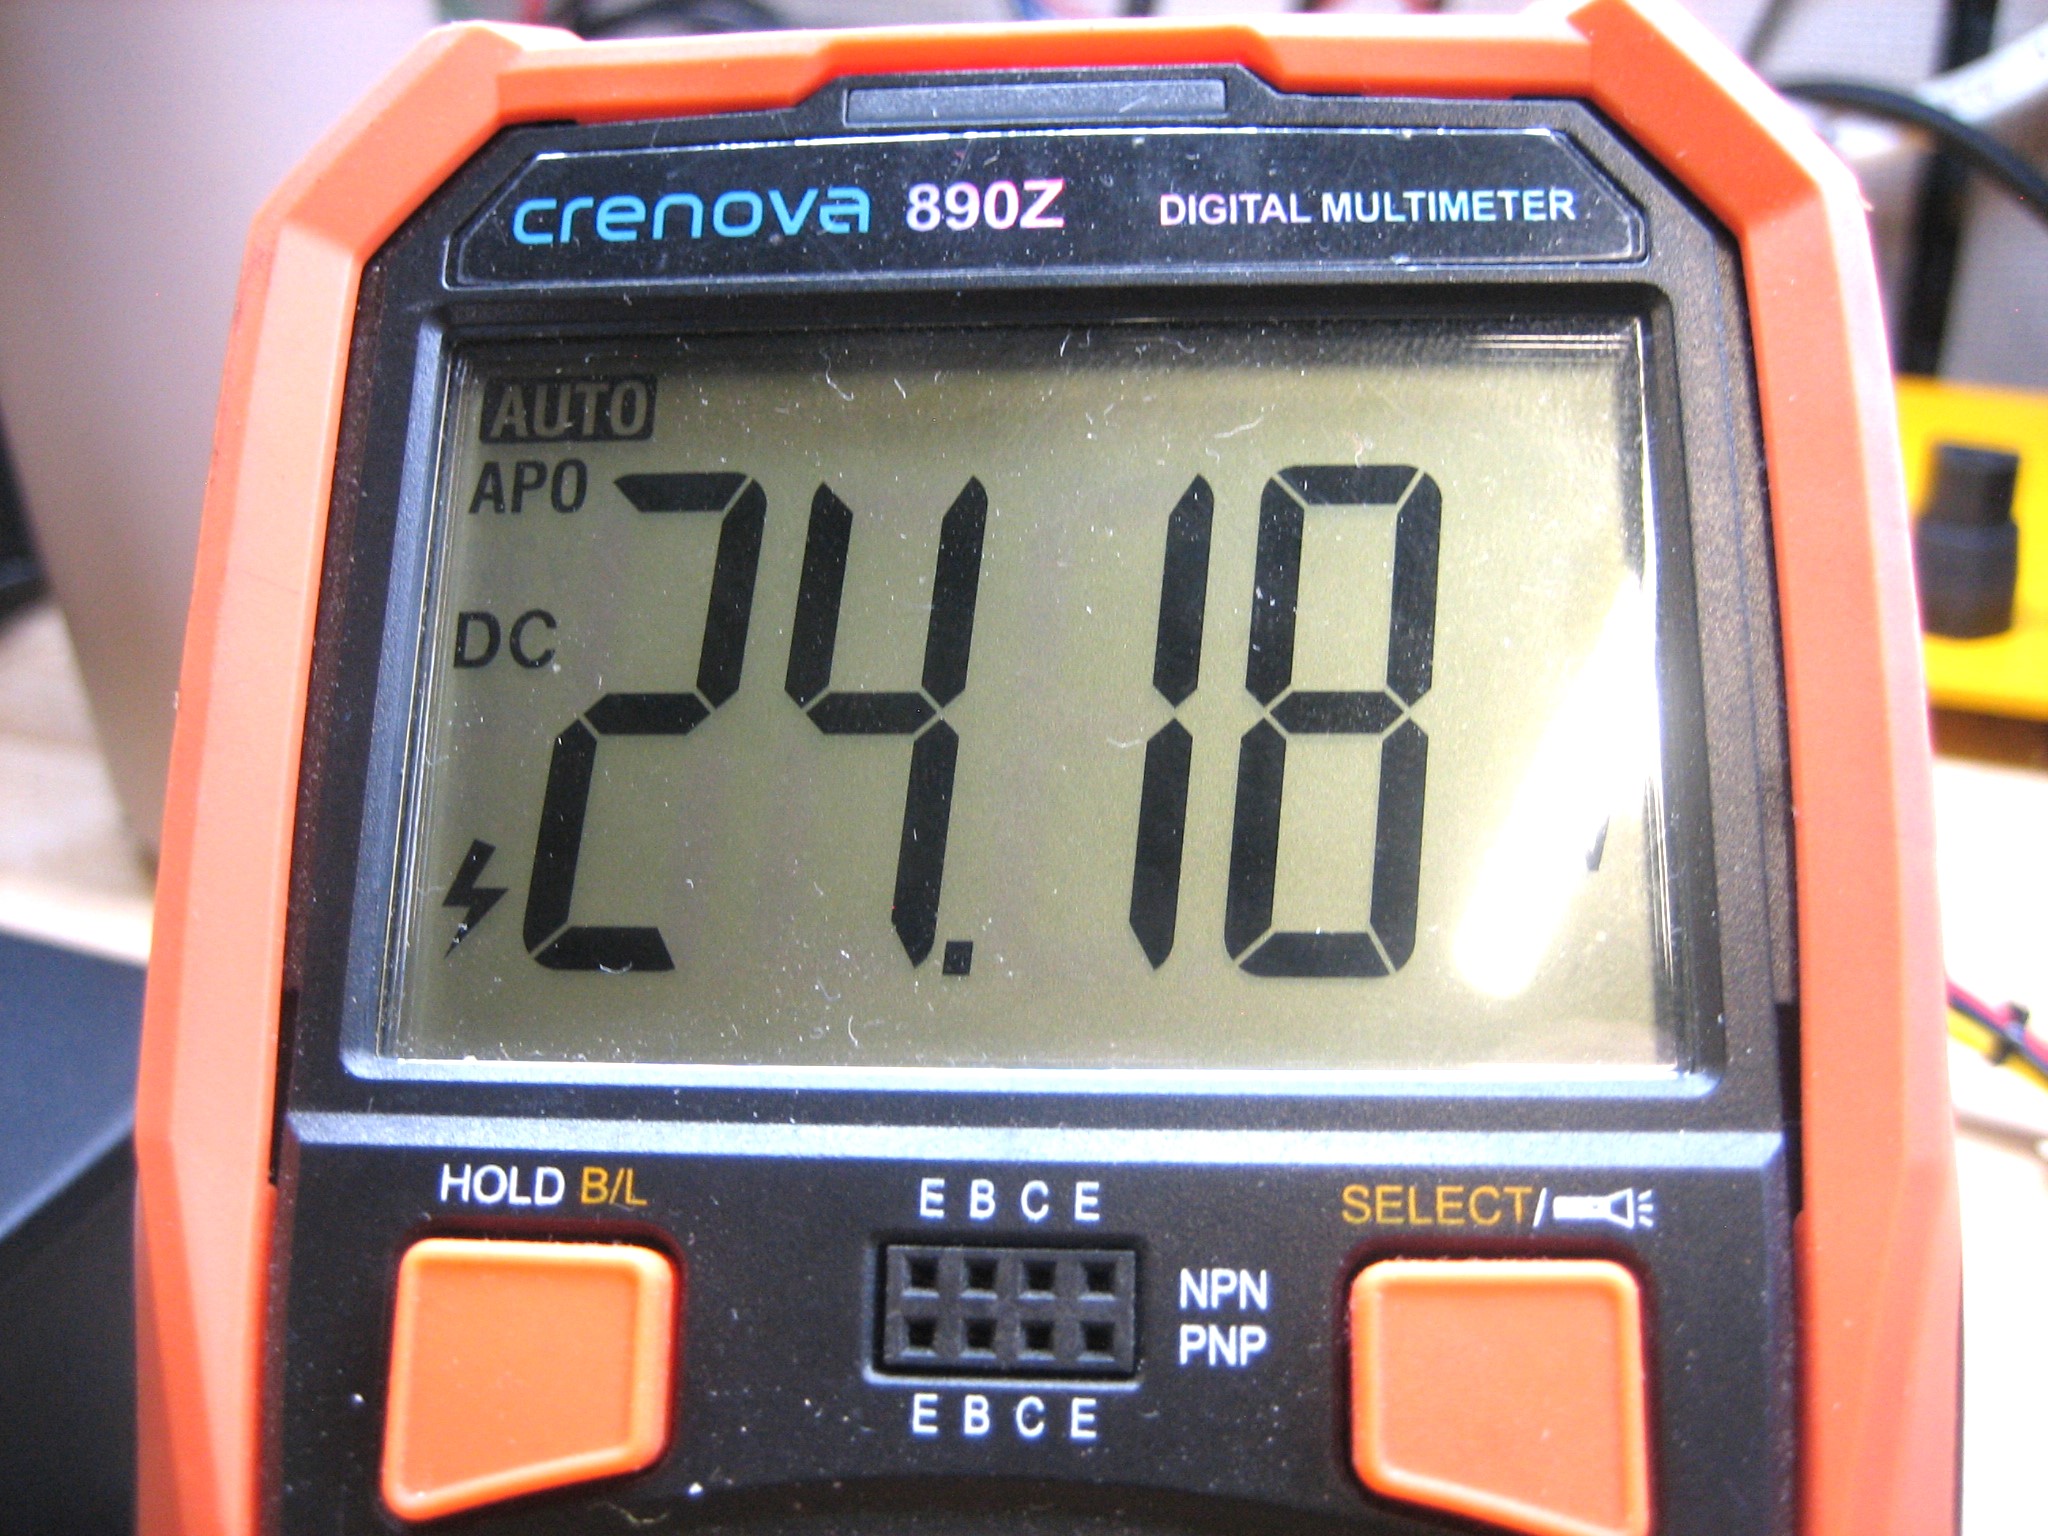 crenova 890Z DIGITAL MULTIMETER
AUTO
APO
DC
24.18
HOLD B/L
E B C E
SELECT/
NPN
PNP
E B C E